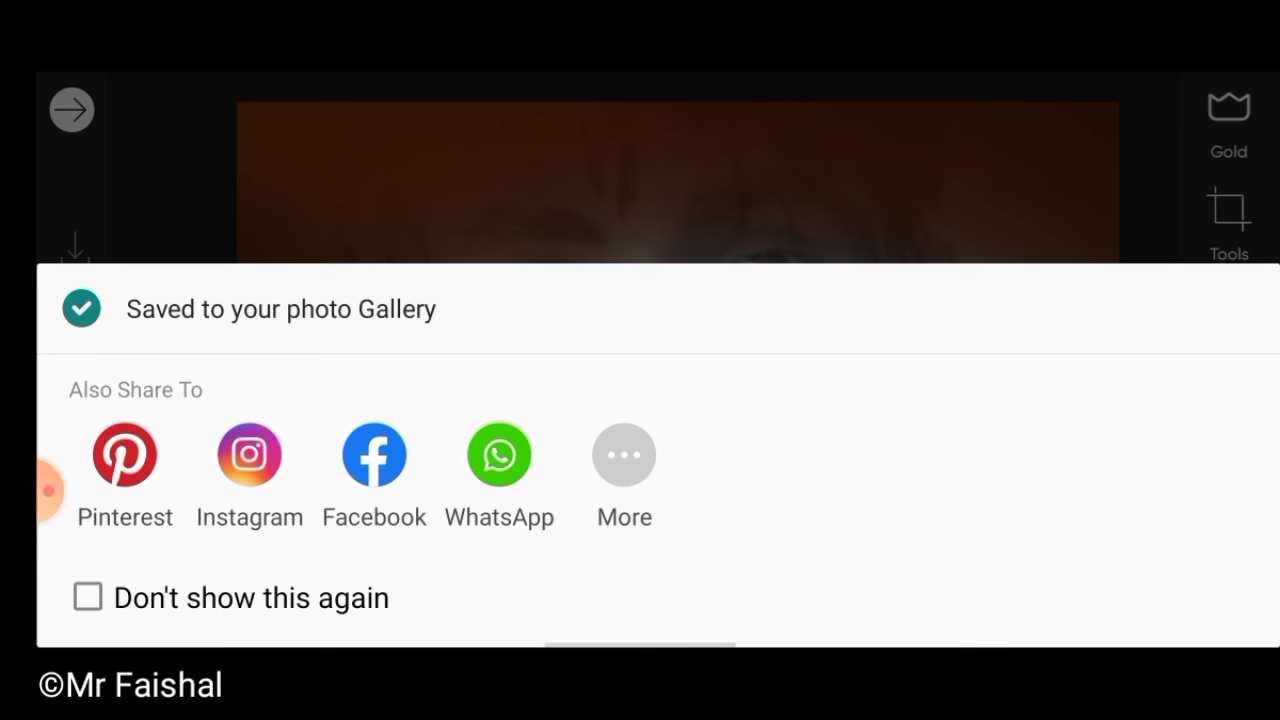 Gold
Tools
Saved to your photo Gallery
Also Share To
Pinterest Instagram Facebook WhatsApp More
Don't show this again
©Mr Faishal